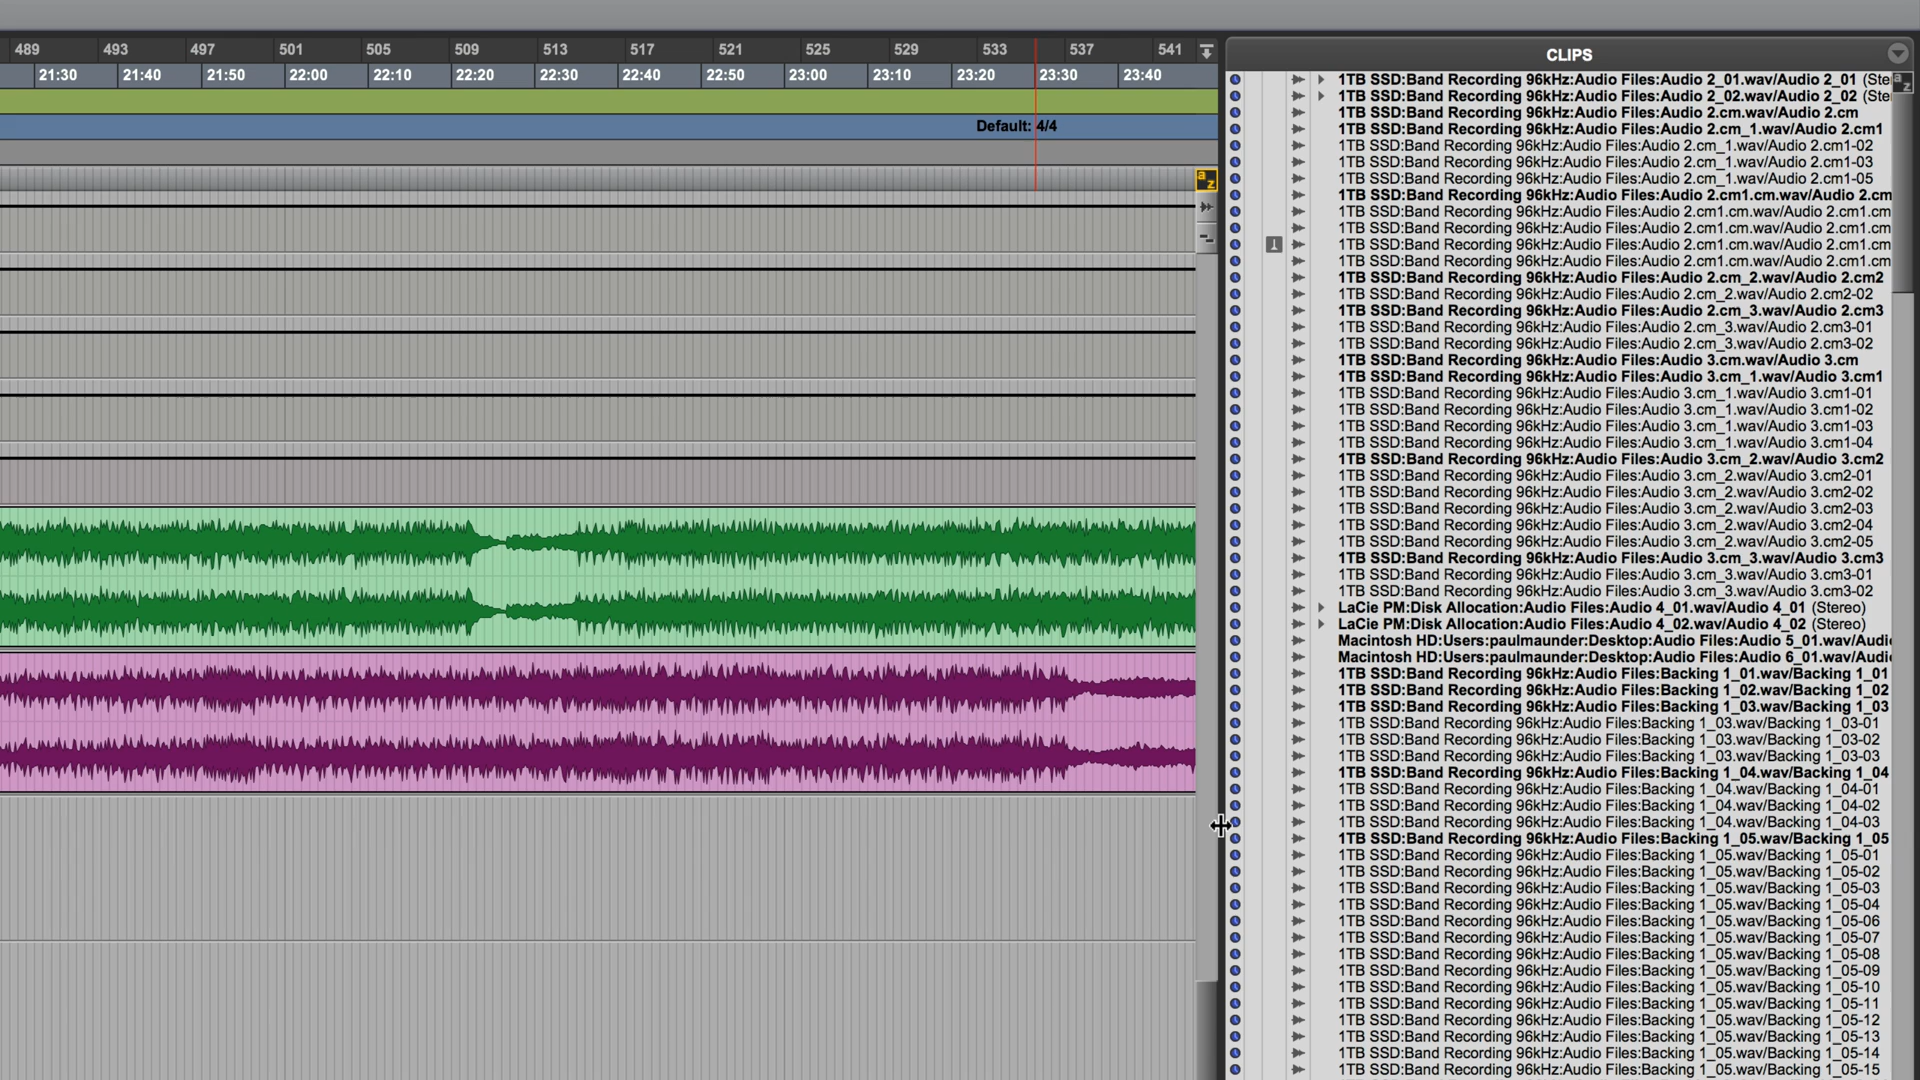 489 493 497 501 505 509 513 517 521 525 529 533 537 541
21:30 21:40 21:50 22:00 22:10 22:20 22:30 22:40 22:50 23:00 23:10 23:20 23:30 23:40
Default: 4/4
a z
CLIPS
a z
1TB SSD:Band Recording 96kHz:Audio Files:Audio 2_01.wav/Audio 2_01 (Ste
1TB SSD:Band Recording 96kHz:Audio Files:Audio 2_02.wav/Audio 2_02 (Ste
1TB SSD:Band Recording 96kHz:Audio Files:Audio 2.cm.wav/Audio 2.cm
1TB SSD:Band Recording 96kHz:Audio Files:Audio 2.cm_1.wav/Audio 2.cm1
1TB SSD:Band Recording 96kHz:Audio Files:Audio 2.cm_1.wav/Audio 2.cm1-02
1TB SSD:Band Recording 96kHz:Audio Files:Audio 2.cm_1.wav/Audio 2.cm1-03
1TB SSD:Band Recording 96kHz:Audio Files:Audio 2.cm_1.wav/Audio 2.cm1-05
1TB SSD:Band Recording 96kHz:Audio Files:Audio 2.cm1.cm.wav/Audio 2.cm
1TB SSD:Band Recording 96kHz:Audio Files:Audio 2.cm1.cm.wav/Audio 2.cm1.cm
1TB SSD:Band Recording 96kHz:Audio Files:Audio 2.cm1.cm.wav/Audio 2.cm1.cm
1TB SSD:Band Recording 96kHz:Audio Files:Audio 2.cm1.cm.wav/Audio 2.cm1.cm
1TB SSD:Band Recording 96kHz:Audio Files:Audio 2.cm1.cm.wav/Audio 2.cm1.cm
1TB SSD:Band Recording 96kHz:Audio Files:Audio 2.cm_2.wav/Audio 2.cm2
1TB SSD:Band Recording 96kHz:Audio Files:Audio 2.cm_2.wav/Audio 2.cm2-02
1TB SSD:Band Recording 96kHz:Audio Files:Audio 2.cm_3.wav/Audio 2.cm3
1TB SSD:Band Recording 96kHz:Audio Files:Audio 2.cm_3.wav/Audio 2.cm3-01
1TB SSD:Band Recording 96kHz:Audio Files:Audio 2.cm_3.wav/Audio 2.cm3-02
1TB SSD:Band Recording 96kHz:Audio Files:Audio 3.cm.wav/Audio 3.cm
1TB SSD:Band Recording 96kHz:Audio Files:Audio 3.cm_1.wav/Audio 3.cm1
1TB SSD:Band Recording 96kHz:Audio Files:Audio 3.cm_1.wav/Audio 3.cm1-01
1TB SSD:Band Recording 96kHz:Audio Files:Audio 3.cm_1.wav/Audio 3.cm1-02
1TB SSD:Band Recording 96kHz:Audio Files:Audio 3.cm_1.wav/Audio 3.cm1-03
1TB SSD:Band Recording 96kHz:Audio Files:Audio 3.cm_1.wav/Audio 3.cm1-04
1TB SSD:Band Recording 96kHz:Audio Files:Audio 3.cm_2.wav/Audio 3.cm2
1TB SSD:Band Recording 96kHz:Audio Files:Audio 3.cm_2.wav/Audio 3.cm2-01
1TB SSD:Band Recording 96kHz:Audio Files:Audio 3.cm_2.wav/Audio 3.cm2-02
1TB SSD:Band Recording 96kHz:Audio Files:Audio 3.cm_2.wav/Audio 3.cm2-03
1TB SSD:Band Recording 96kHz:Audio Files:Audio 3.cm_2.wav/Audio 3.cm2-04
1TB SSD:Band Recording 96kHz:Audio Files:Audio 3.cm_2.wav/Audio 3.cm2-05
1TB SSD:Band Recording 96kHz:Audio Files:Audio 3.cm_3.wav/Audio 3.cm3
1TB SSD:Band Recording 96kHz:Audio Files:Audio 3.cm_3.wav/Audio 3.cm3-01
1TB SSD:Band Recording 96kHz:Audio Files:Audio 3.cm_3.wav/Audio 3.cm3-02
LaCie PM:Disk Allocation:Audio Files:Audio 4_01.wav/Audio 4_01 (Stereo)
LaCie PM:Disk Allocation:Audio Files:Audio 4_02.wav/Audio 4_02 (Stereo)
Macintosh HD:Users:paulmaunder:Desktop:Audio Files:Audio 5_01.wav/Audi
Macintosh HD:Users:paulmaunder:Desktop:Audio Files:Audio 6_01.wav/Audi
1TB SSD:Band Recording 96kHz:Audio Files:Backing 1_01.wav/Backing 1_01
1TB SSD:Band Recording 96kHz:Audio Files:Backing 1_02.wav/Backing 1_02
1TB SSD:Band Recording 96kHz:Audio Files:Backing 1_03.wav/Backing 1_03
1TB SSD:Band Recording 96kHz:Audio Files:Backing 1_03.wav/Backing 1_03-01
1TB SSD:Band Recording 96kHz:Audio Files:Backing 1_03.wav/Backing 1_03-02
1TB SSD:Band Recording 96kHz:Audio Files:Backing 1_03.wav/Backing 1_03-03
1TB SSD:Band Recording 96kHz:Audio Files:Backing 1_04.wav/Backing 1_04
1TB SSD:Band Recording 96kHz:Audio Files:Backing 1_04.wav/Backing 1_04-01
1TB SSD:Band Recording 96kHz:Audio Files:Backing 1_04.wav/Backing 1_04-02
1TB SSD:Band Recording 96kHz:Audio Files:Backing 1_04.wav/Backing 1_04-03
1TB SSD:Band Recording 96kHz:Audio Files:Backing 1_05.wav/Backing 1_05
1TB SSD:Band Recording 96kHz:Audio Files:Backing 1_05.wav/Backing 1_05-01
1TB SSD:Band Recording 96kHz:Audio Files:Backing 1_05.wav/Backing 1_05-02
1TB SSD:Band Recording 96kHz:Audio Files:Backing 1_05.wav/Backing 1_05-03
1TB SSD:Band Recording 96kHz:Audio Files:Backing 1_05.wav/Backing 1_05-04
1TB SSD:Band Recording 96kHz:Audio Files:Backing 1_05.wav/Backing 1_05-06
1TB SSD:Band Recording 96kHz:Audio Files:Backing 1_05.wav/Backing 1_05-07
1TB SSD:Band Recording 96kHz:Audio Files:Backing 1_05.wav/Backing 1_05-08
1TB SSD:Band Recording 96kHz:Audio Files:Backing 1_05.wav/Backing 1_05-09
1TB SSD:Band Recording 96kHz:Audio Files:Backing 1_05.wav/Backing 1_05-10
1TB SSD:Band Recording 96kHz:Audio Files:Backing 1_05.wav/Backing 1_05-11
1TB SSD:Band Recording 96kHz:Audio Files:Backing 1_05.wav/Backing 1_05-12
1TB SSD:Band Recording 96kHz:Audio Files:Backing 1_05.wav/Backing 1_05-13
1TB SSD:Band Recording 96kHz:Audio Files:Backing 1_05.wav/Backing 1_05-14
1TB SSD:Band Recording 96kHz:Audio Files:Backing 1_05.wav/Backing 1_05-15